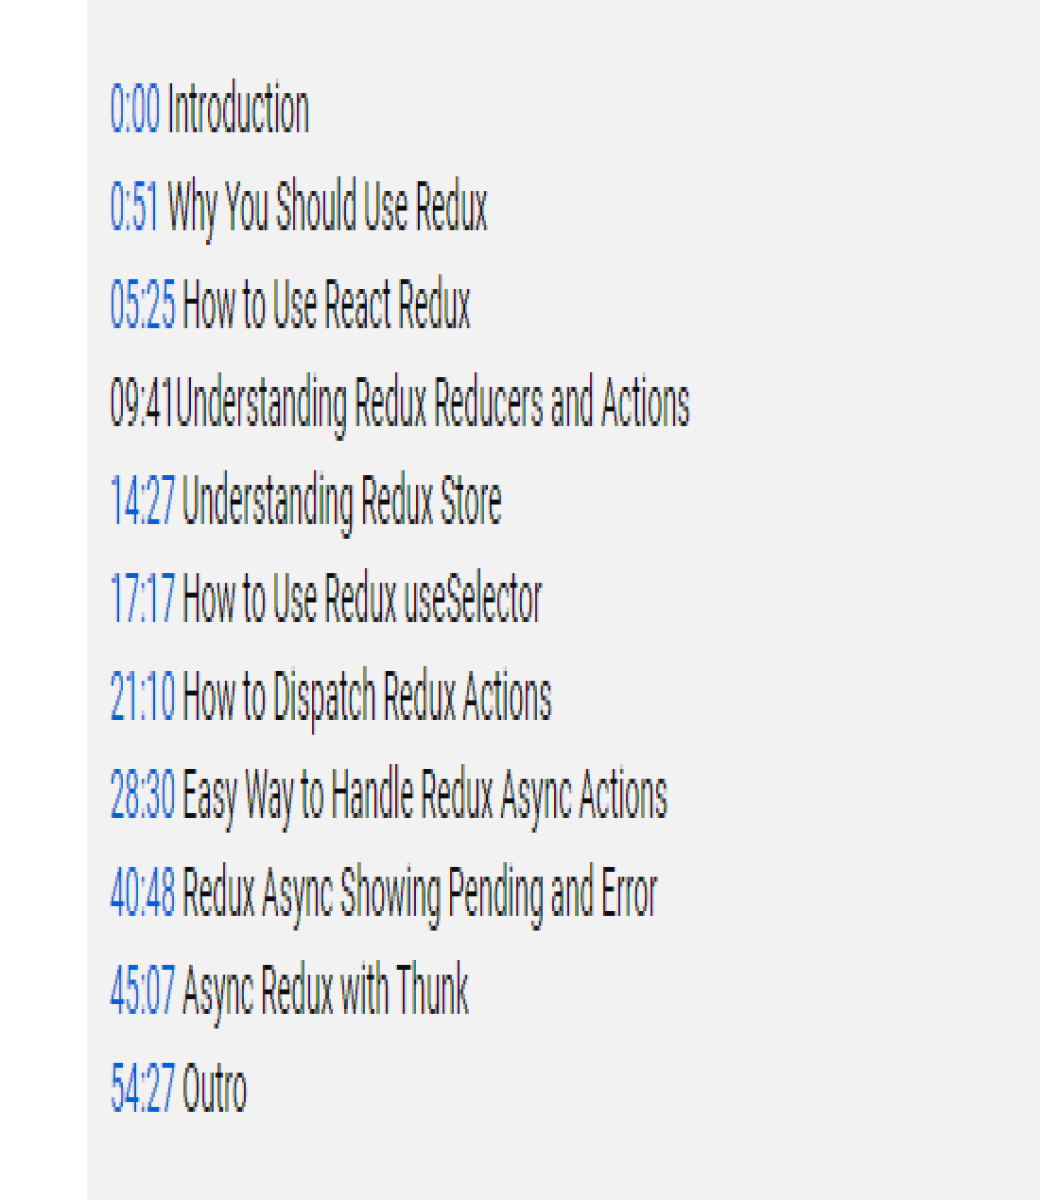 0:00 Introduction
0:51 Why You Should Use Redux
05:25 How to Use React Redux
09:41Understanding Redux Reducers and Actions
14:27 Understanding Redux Store
17:17 How to Use Redux useSelector
21:10 How to Dispatch Redux Actions
28:30 Easy Way to Handle Redux Async Actions
40:48 Redux Async Showing Pending and Error
45:07 Async Redux with Thunk
54:27 Outro